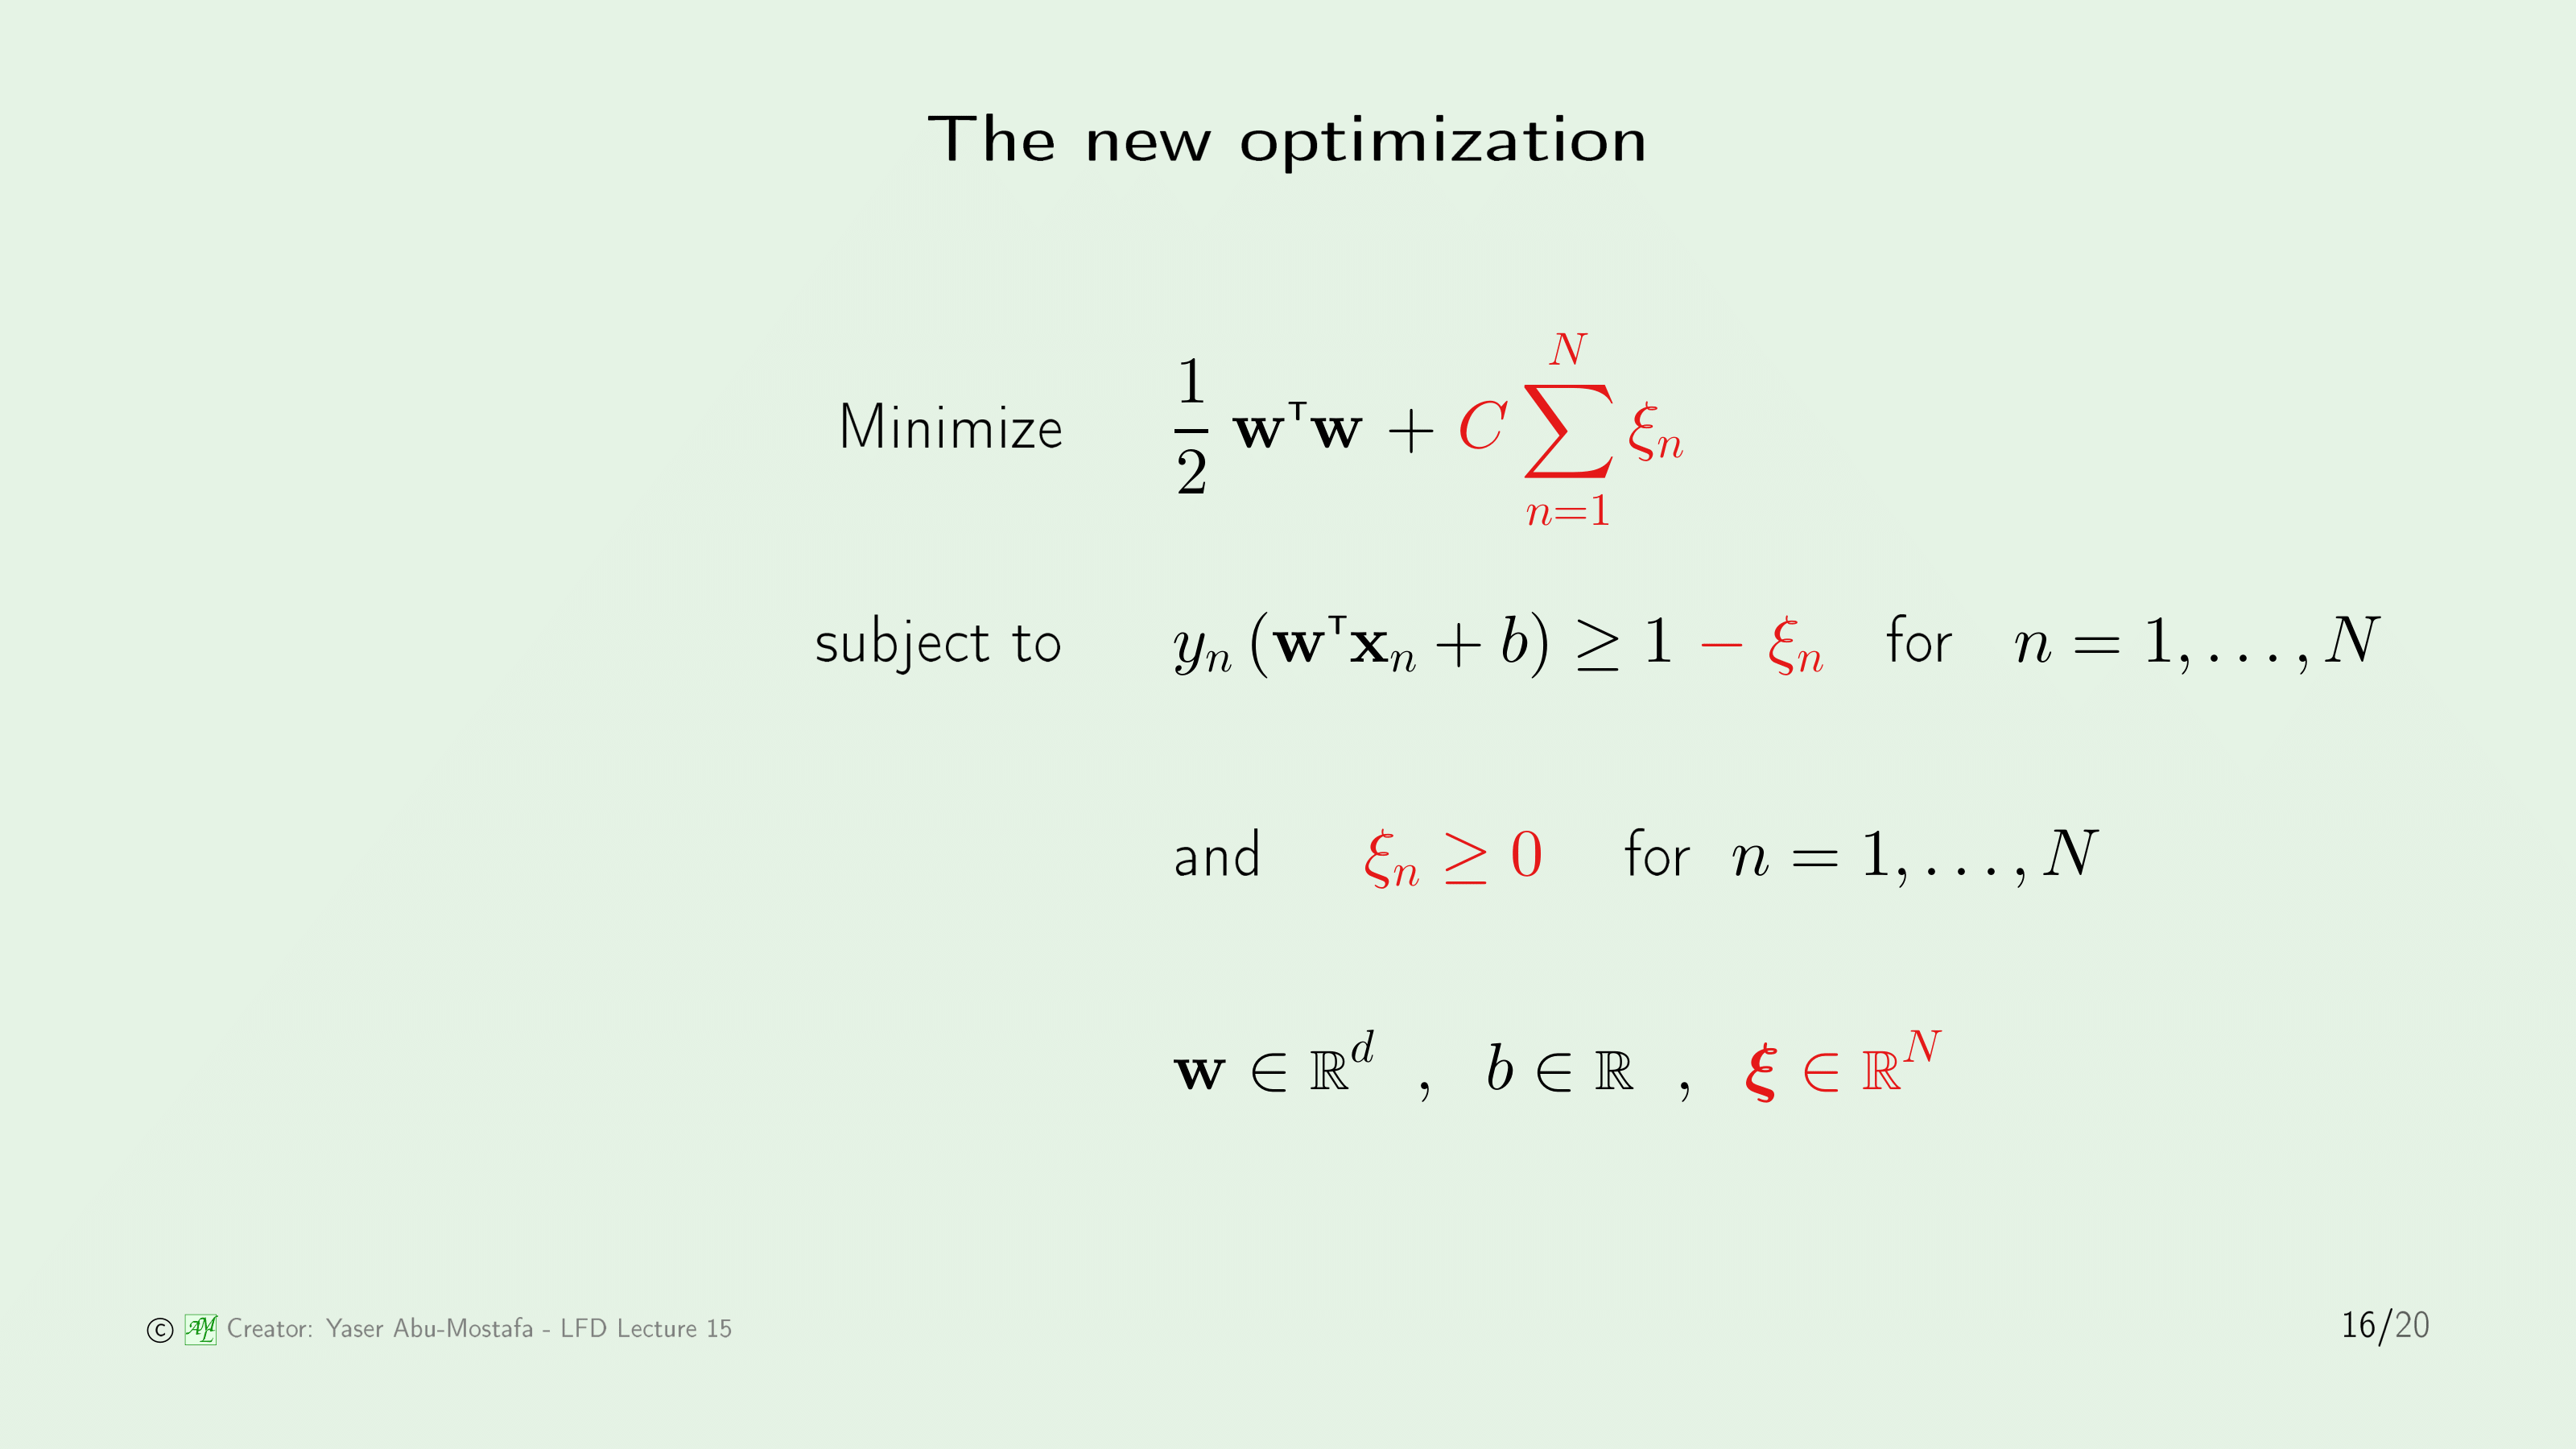 The new optimization
Minimize $\frac{1}{2} \mathbf{w}^{\mathsf{T}}\mathbf{w} + C \sum_{n=1}^{N} \xi_n$
subject to $y_n (\mathbf{w}^{\mathsf{T}}\mathbf{x}_n + b) \geq 1 - \xi_n$ for $n = 1, \ldots, N$
and $\xi_n \geq 0$ for $n = 1, \ldots, N$
$\mathbf{w} \in \mathbb{R}^d$ , $b \in \mathbb{R}$ , $\boldsymbol{\xi} \in \mathbb{R}^N$
© AML Creator: Yaser Abu-Mostafa - LFD Lecture 15
16/20